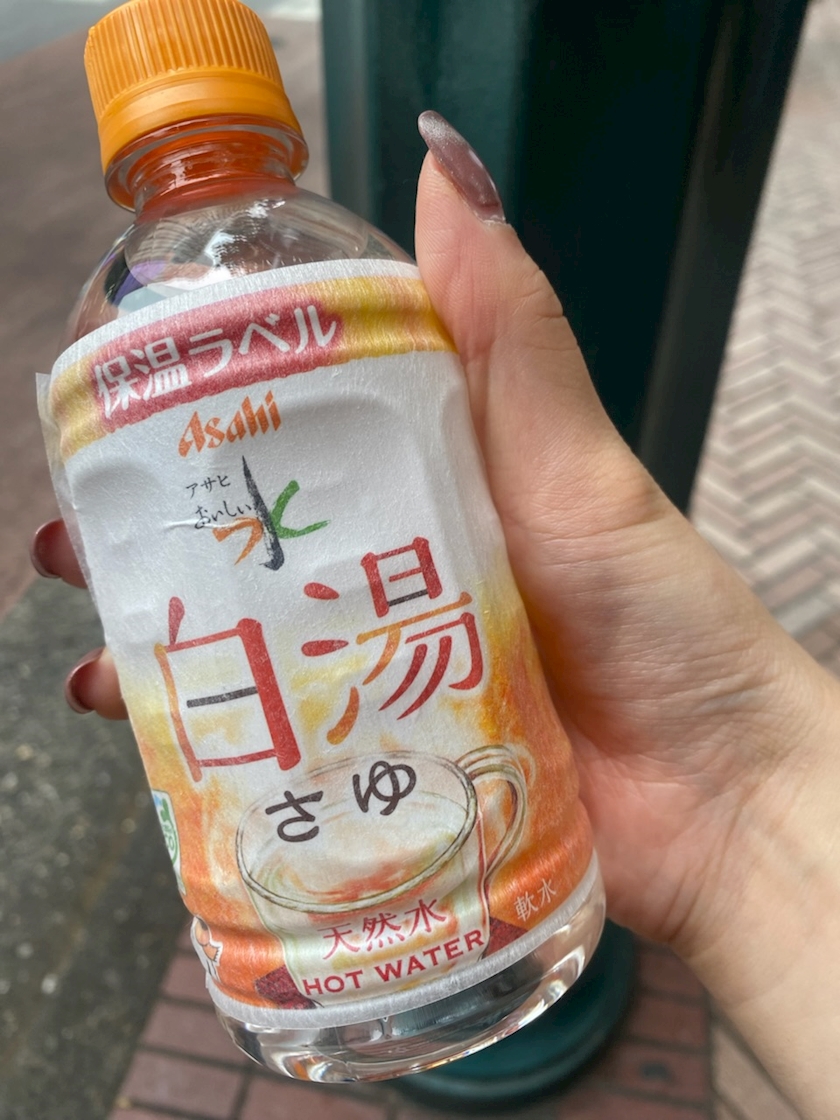 保温ラベル
Asahi
アサヒ
おいしい水
白湯
さゆ
天然水
軟水
HOT WATER